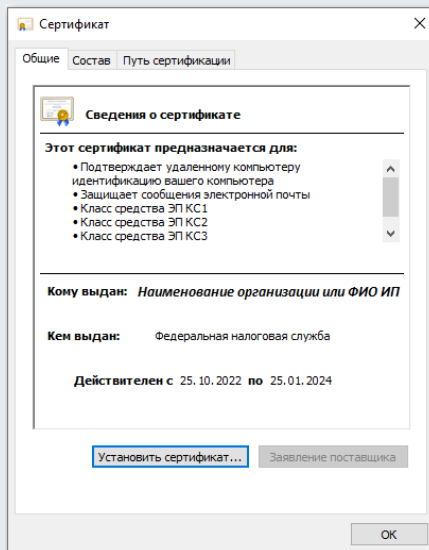 Сертификат
Общие Состав Путь сертификации
Сведения о сертификате
Этот сертификат предназначается для:
• Подтверждает удаленному компьютеру
идентификацию вашего компьютера
• Защищает сообщения электронной почты
• Класс средства ЭП КС1
• Класс средства ЭП КС2
• Класс средства ЭП КС3
Кому выдан: Наименование организации или ФИО ИП
Кем выдан: Федеральная налоговая служба
Действителен с 25.10.2022 по 25.01.2024
Установить сертификат... Заявление поставщика
ОК